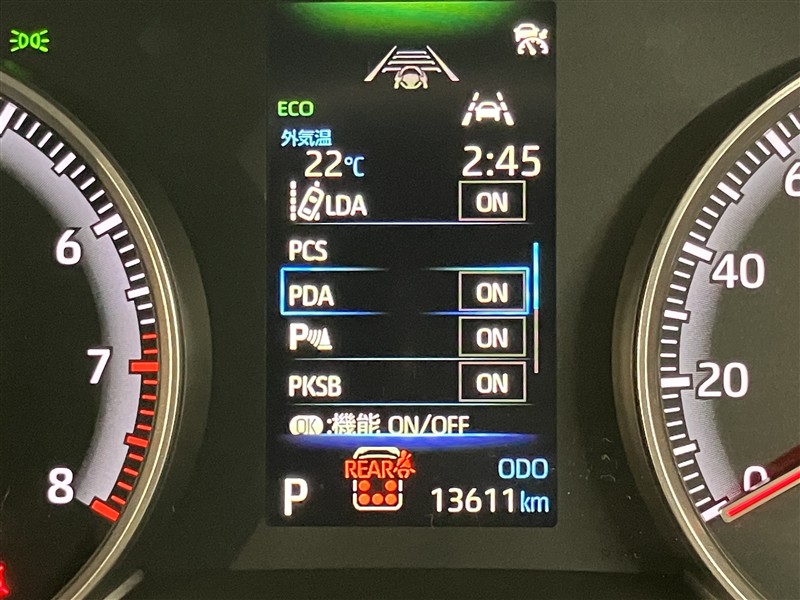 ECO
外気温
22℃ 2:45
LDA ON
PCS
PDA ON
P ON
PKSB ON
OK:機能 ON/OFF
REAR
P
ODO
13611km
6
7
8
6
40
20
0